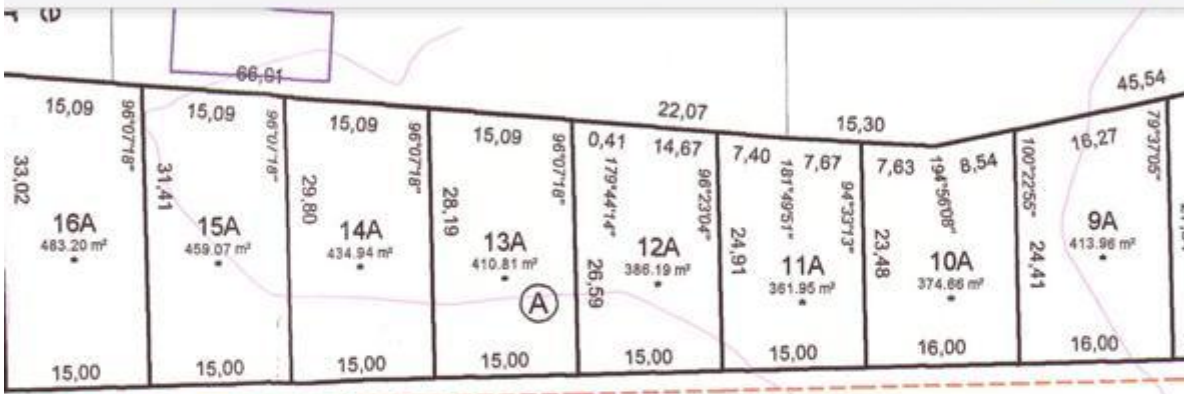 66,01
22,07
15,30
45,54
15,09
15,09
15,09
15,09
0,41
14,67
7,40
7,67
7,63
8,54
16,27
96°07'18"
96°07'18"
96°07'18"
96°07'18"
179°44'14"
96°23'04"
181°49'51"
94°33'13"
194°56'08"
100°22'55"
79°37'05"
33,02
31,41
29,80
28,19
26,59
24,91
23,48
24,41
16A
483.20 m²
15A
459.07 m²
14A
434.94 m²
13A
410.81 m²
12A
386.19 m²
11A
361.95 m²
10A
374.66 m²
9A
413.96 m²
A
15,00
15,00
15,00
15,00
15,00
15,00
16,00
16,00